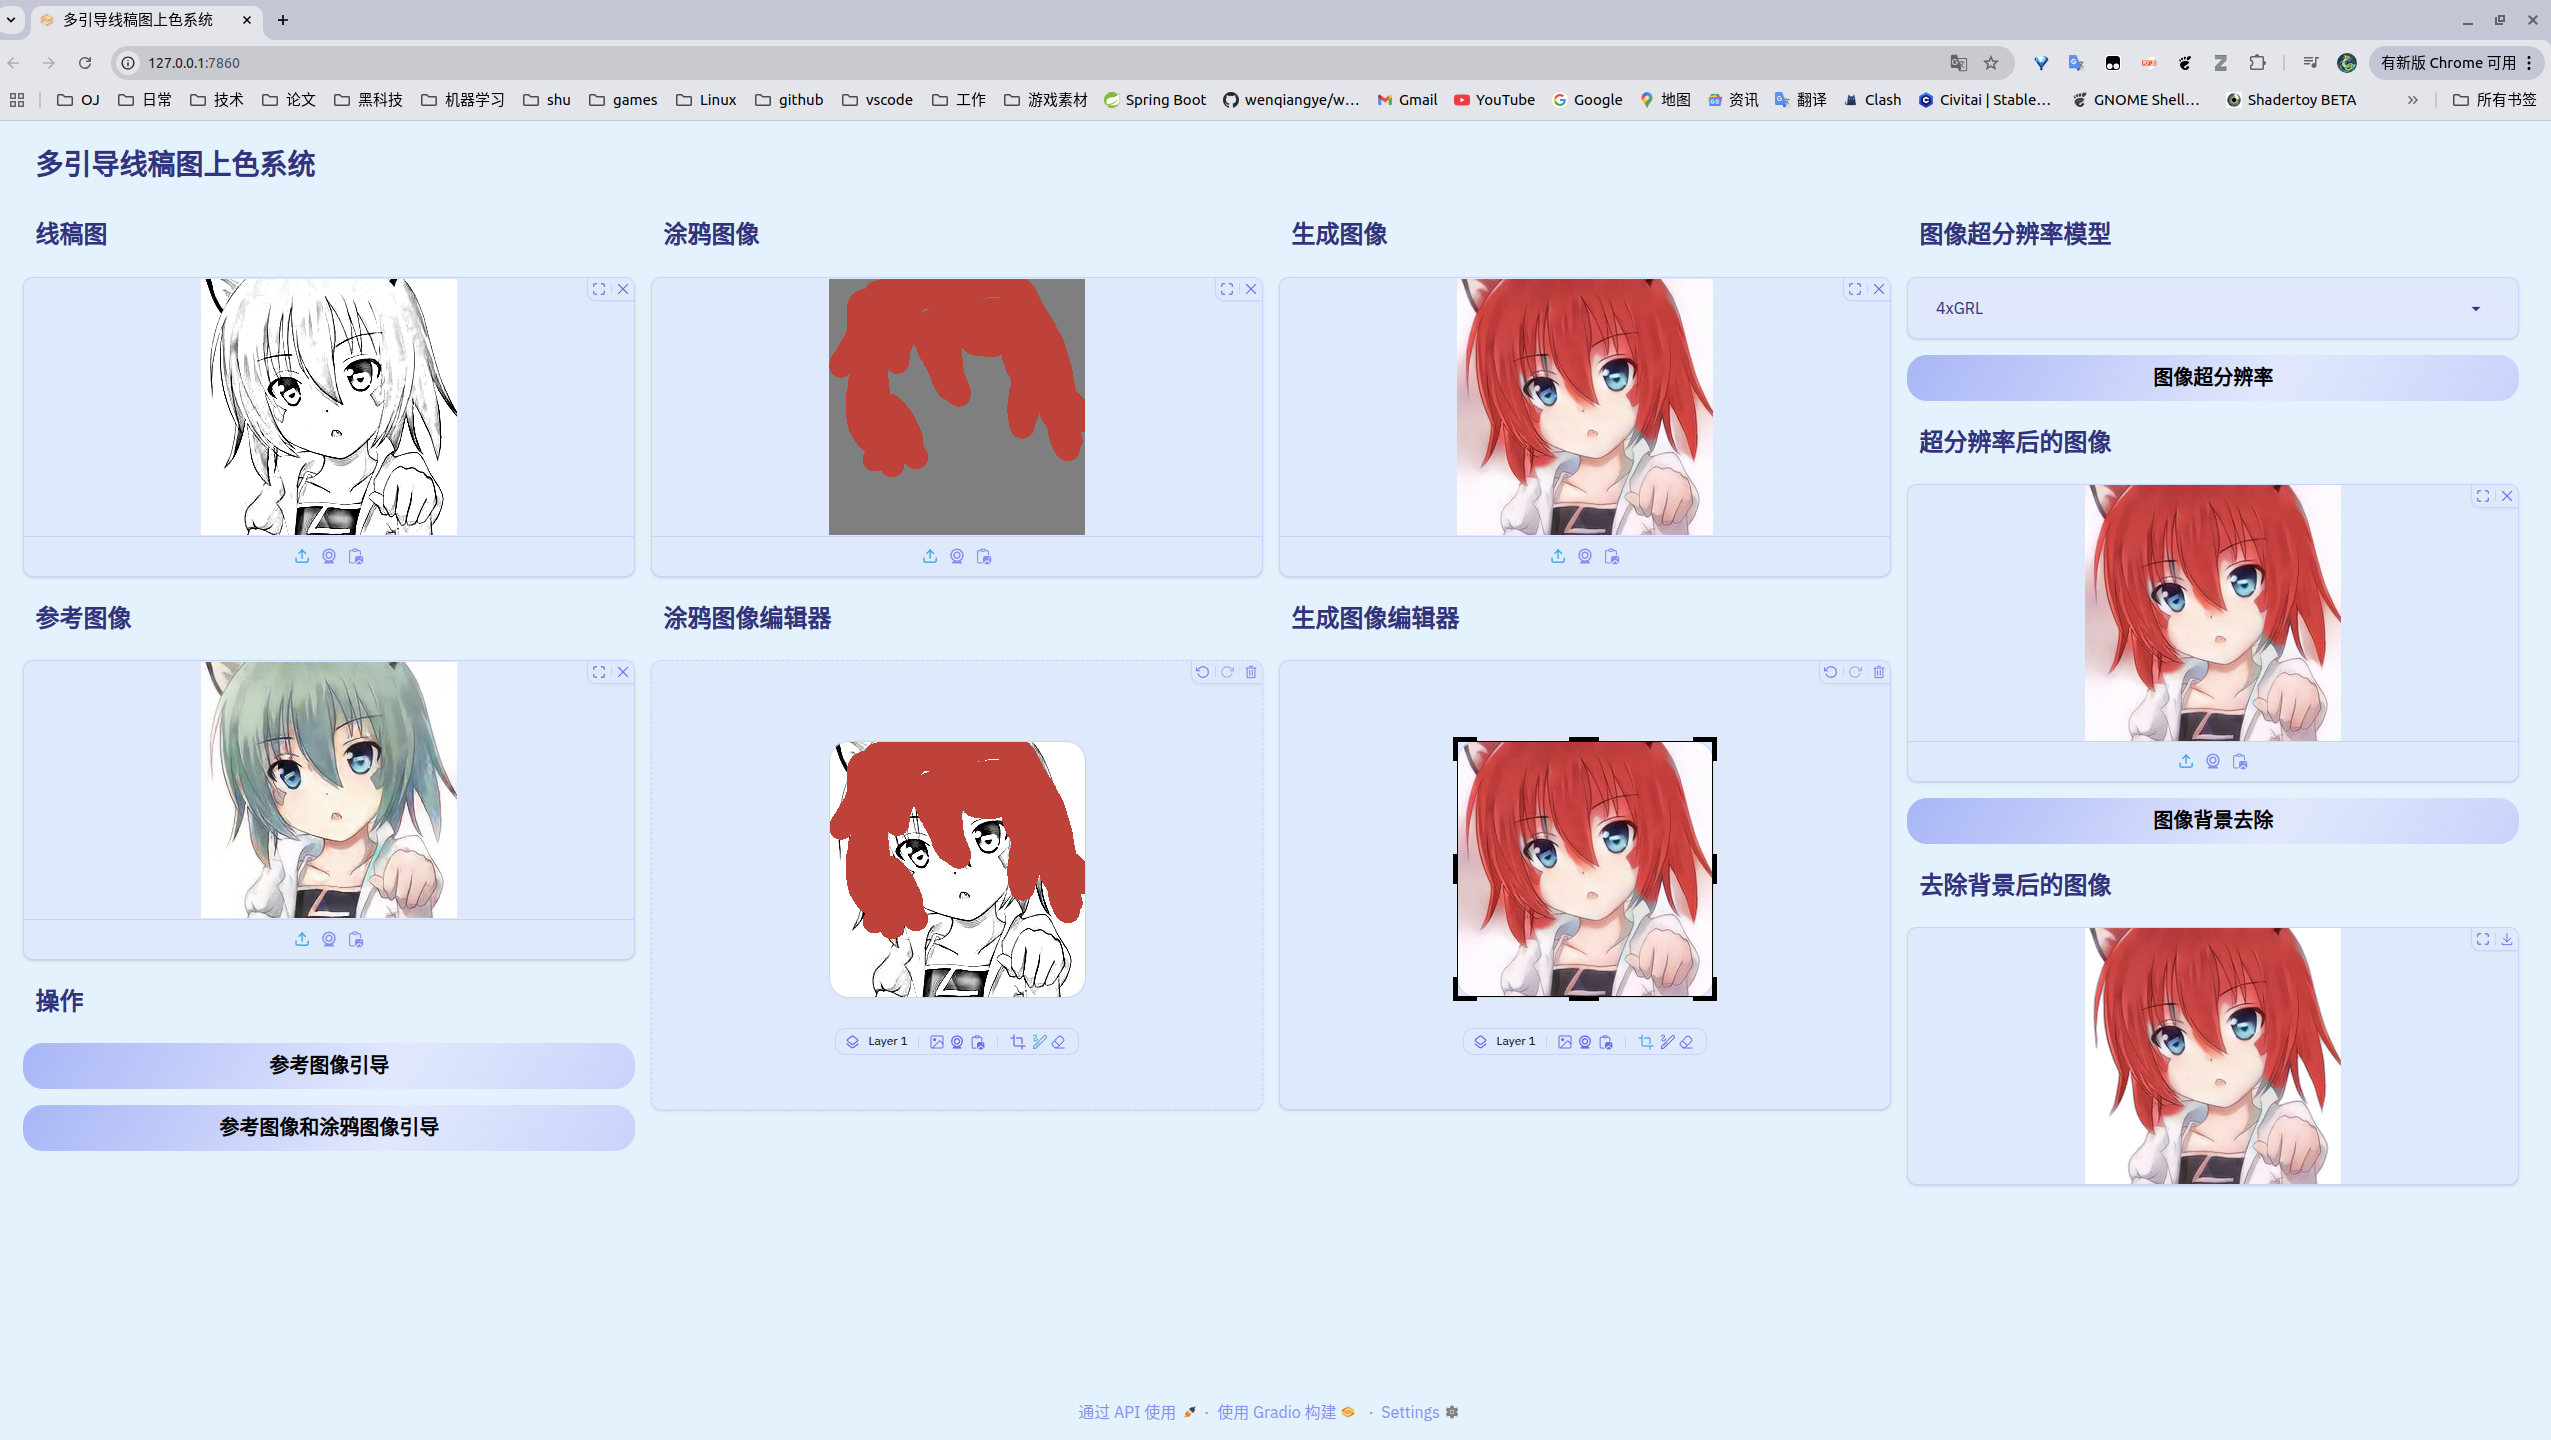 多引导线稿图上色系统
127.0.0.1:7860
有新版 Chrome 可用
OJ
日常
技术
论文
黑科技
机器学习
shu
games
Linux
github
vscode
工作
游戏素材
Spring Boot
wenqiangye/w...
Gmail
YouTube
Google
地图
资讯
翻译
Clash
Civitai | Stable...
GNOME Shell...
Shadertoy BETA
所有书签
多引导线稿图上色系统
线稿图
参考图像
操作
参考图像引导
参考图像和涂鸦图像引导
涂鸦图像
涂鸦图像编辑器
Layer 1
生成图像
生成图像编辑器
Layer 1
图像超分辨率模型
4xGRL
图像超分辨率
超分辨率后的图像
图像背景去除
去除背景后的图像
通过 API 使用 · 使用 Gradio 构建 · Settings